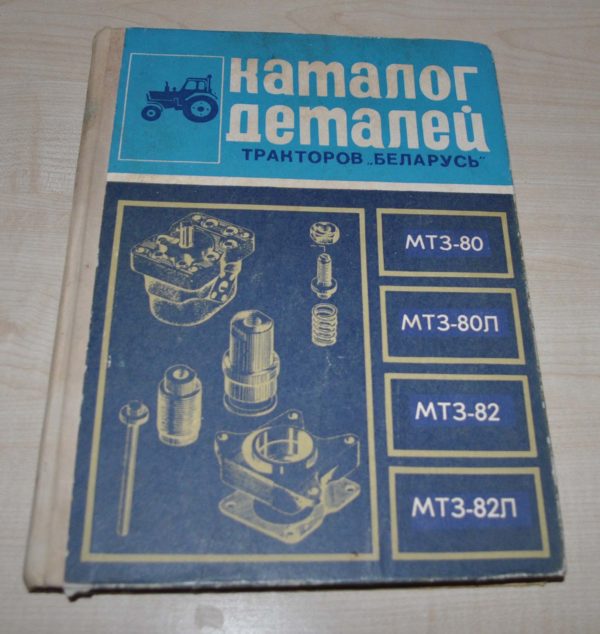 каталог
деталей
ТРАКТОРОВ „БЕЛАРУСЬ"
МТЗ-80
МТЗ-80Л
МТЗ-82
МТЗ-82Л